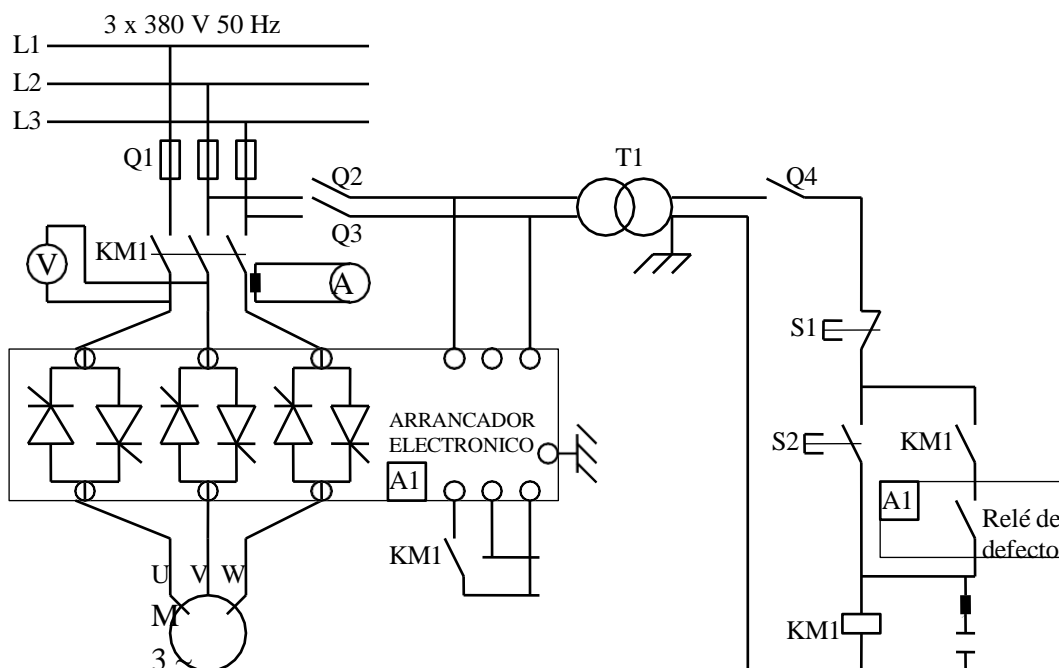 3 x 380 V 50 Hz
L1
L2
L3
Q1
T1
Q2
Q4
Q3
KM1
V
A
S1
ARRANCADOR
ELECTRONICO
S2
KM1
A1
A1
Relé de
defecto
KM1
U V W
M
3 ~
KM1